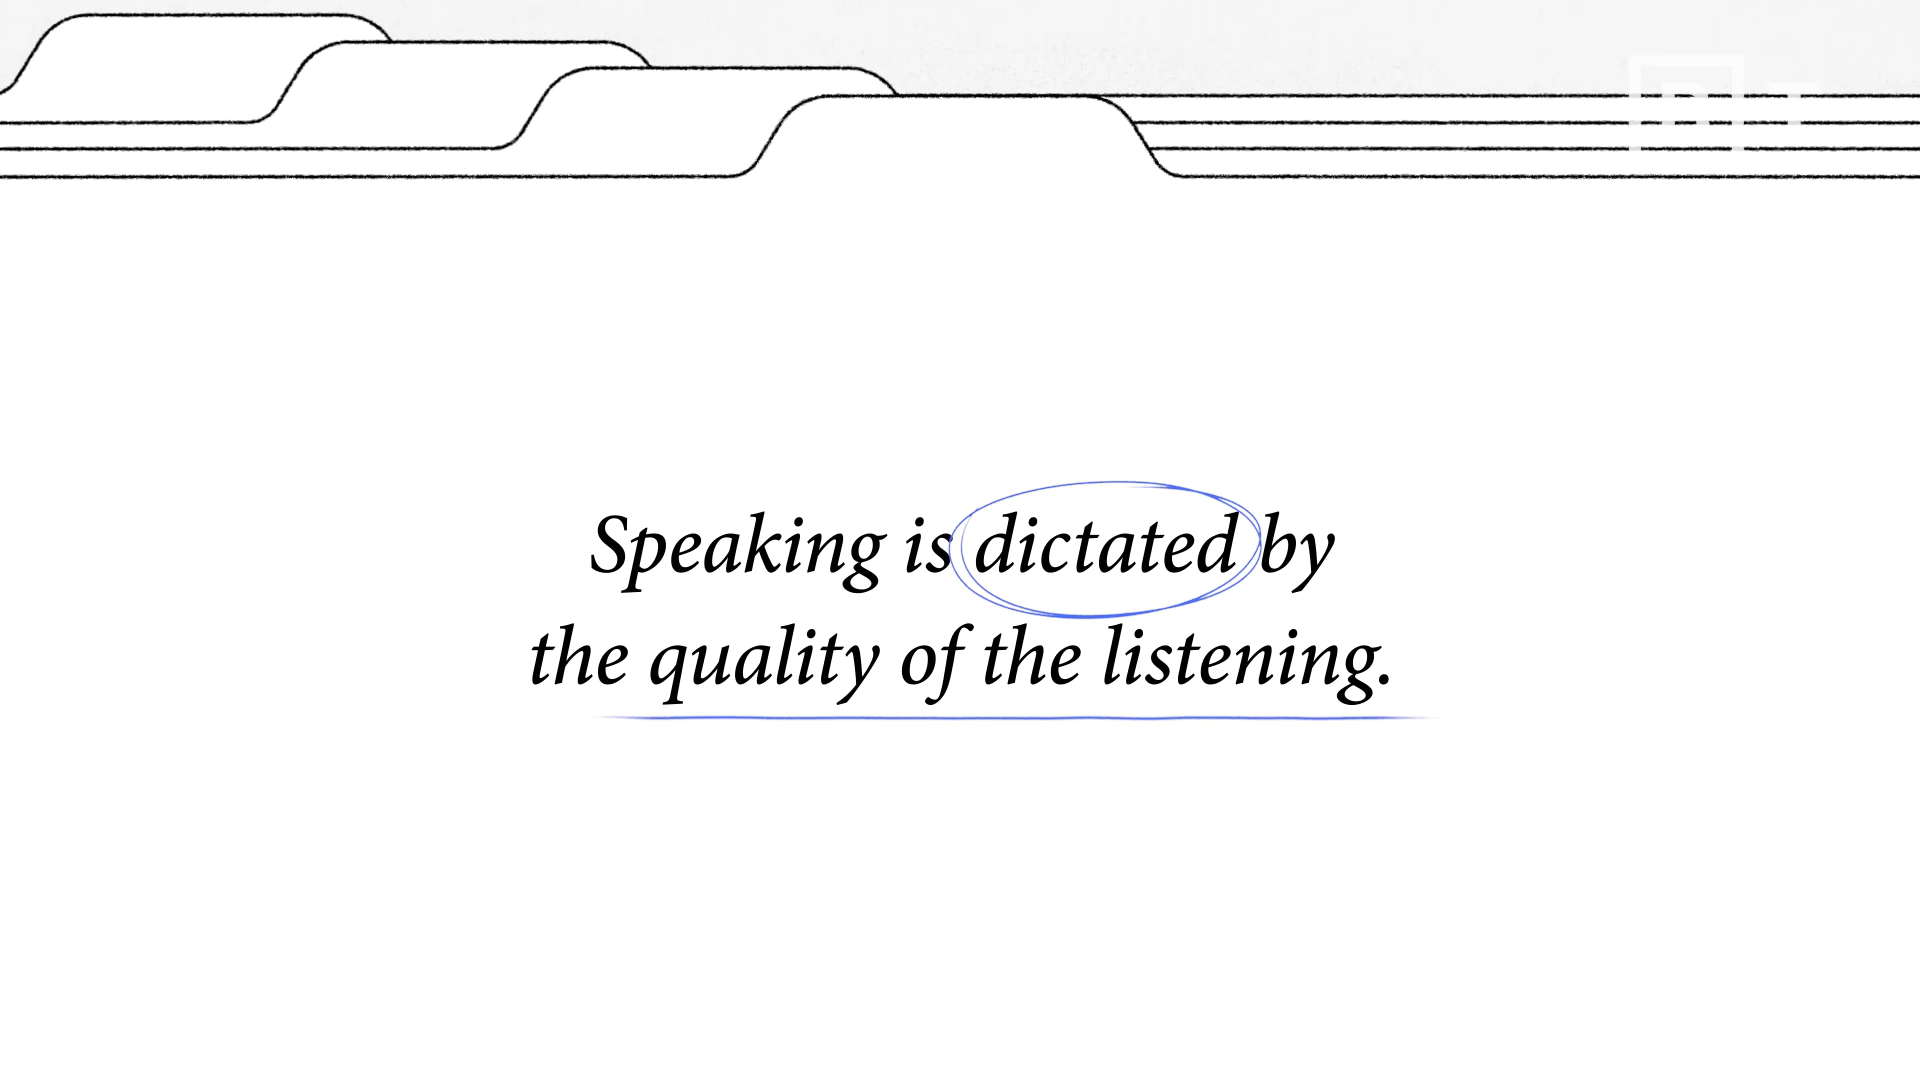 Speaking is dictated by
the quality of the listening.